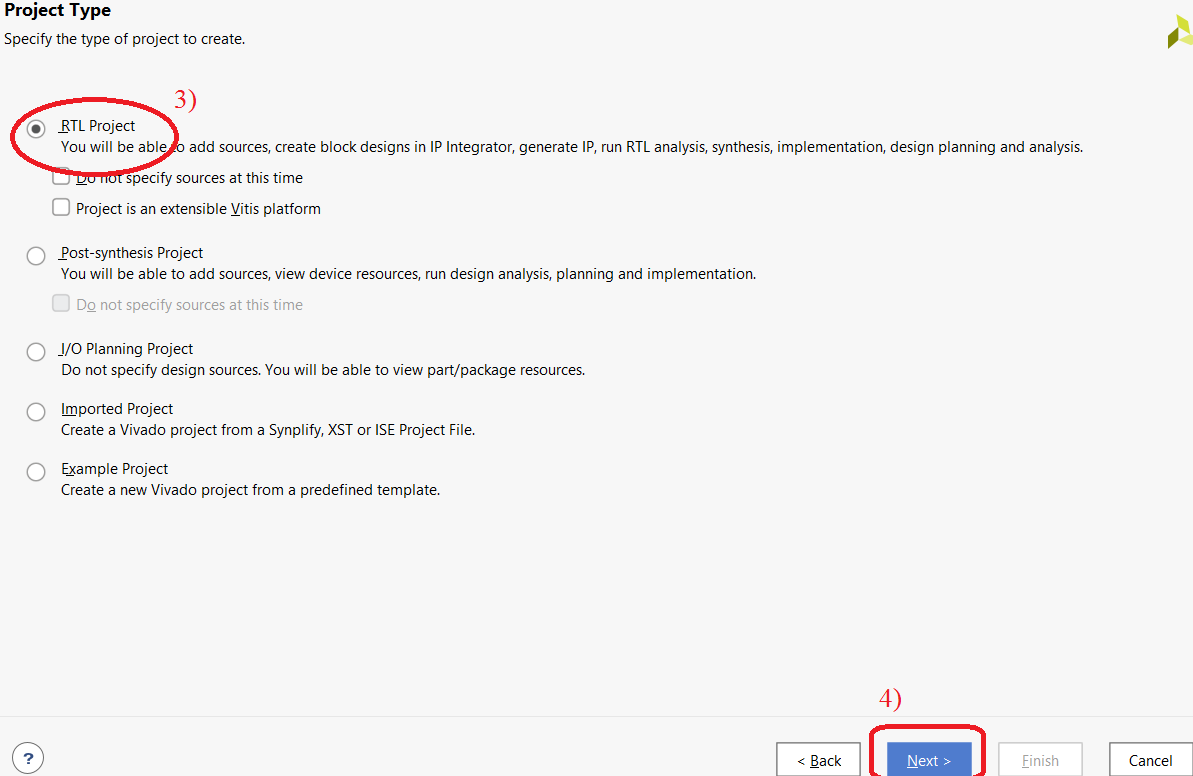 Project Type
Specify the type of project to create.
3)
RTL Project
You will be able to add sources, create block designs in IP Integrator, generate IP, run RTL analysis, synthesis, implementation, design planning and analysis.
Do not specify sources at this time
Project is an extensible Vitis platform
Post-synthesis Project
You will be able to add sources, view device resources, run design analysis, planning and implementation.
Do not specify sources at this time
I/O Planning Project
Do not specify design sources. You will be able to view part/package resources.
Imported Project
Create a Vivado project from a Synplify, XST or ISE Project File.
Example Project
Create a new Vivado project from a predefined template.
4)
? < Back Next > Finish Cancel